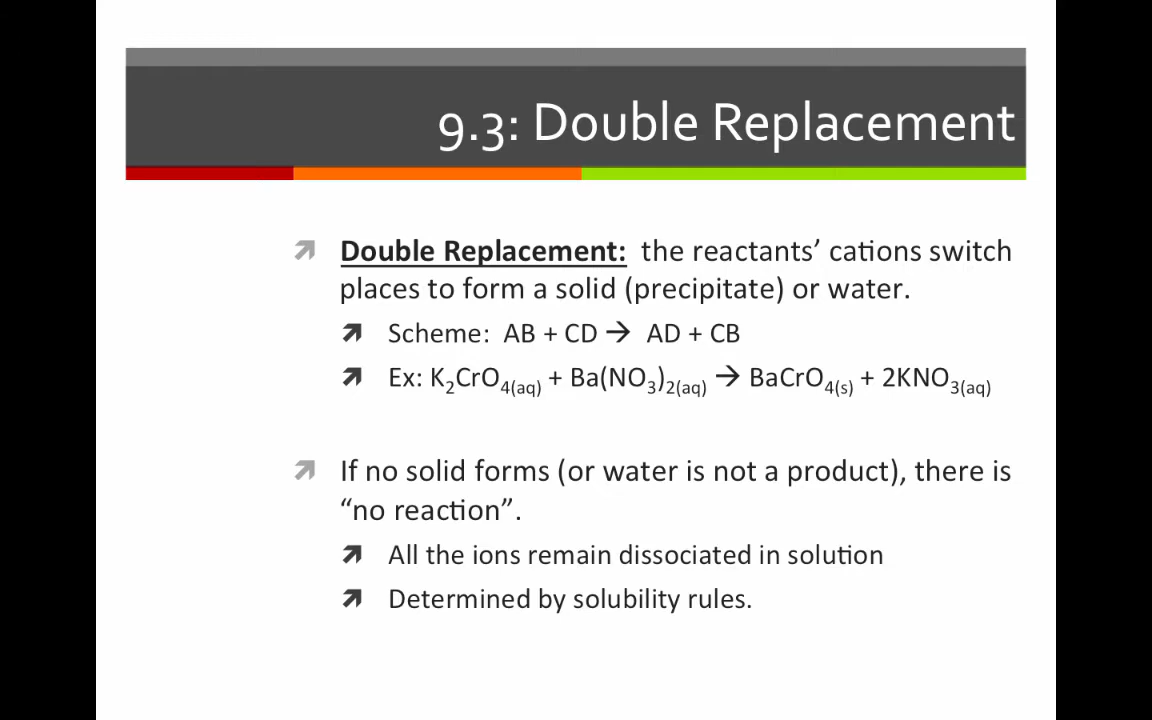 9.3: Double Replacement
Double Replacement: the reactants’ cations switch
places to form a solid (precipitate) or water.
Scheme: AB + CD → AD + CB
Ex: K₂CrO₄₍aq₎ + Ba(NO₃)₂₍aq₎ → BaCrO₄₍s₎ + 2KNO₃₍aq₎
If no solid forms (or water is not a product), there is
“no reaction”.
All the ions remain dissociated in solution
Determined by solubility rules.